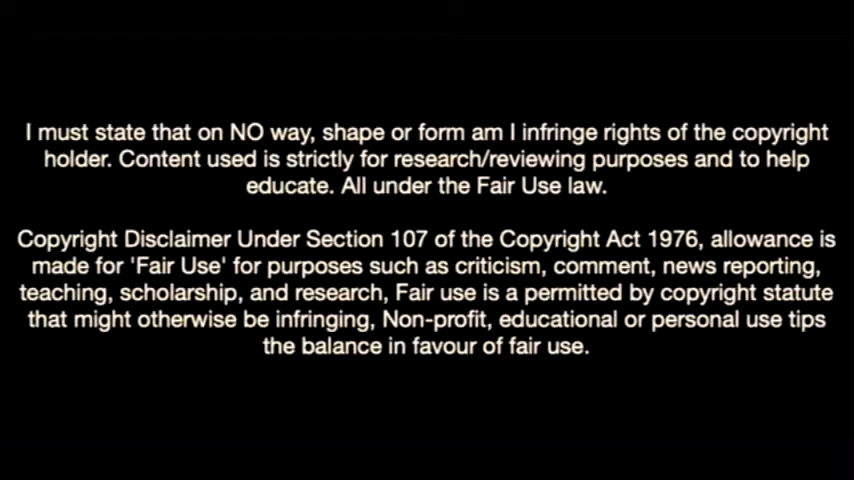 I must state that on NO way, shape or form am I infringe rights of the copyright
holder. Content used is strictly for research/reviewing purposes and to help
educate. All under the Fair Use law.
Copyright Disclaimer Under Section 107 of the Copyright Act 1976, allowance is
made for 'Fair Use' for purposes such as criticism, comment, news reporting,
teaching, scholarship, and research, Fair use is a permitted by copyright statute
that might otherwise be infringing, Non-profit, educational or personal use tips
the balance in favour of fair use.